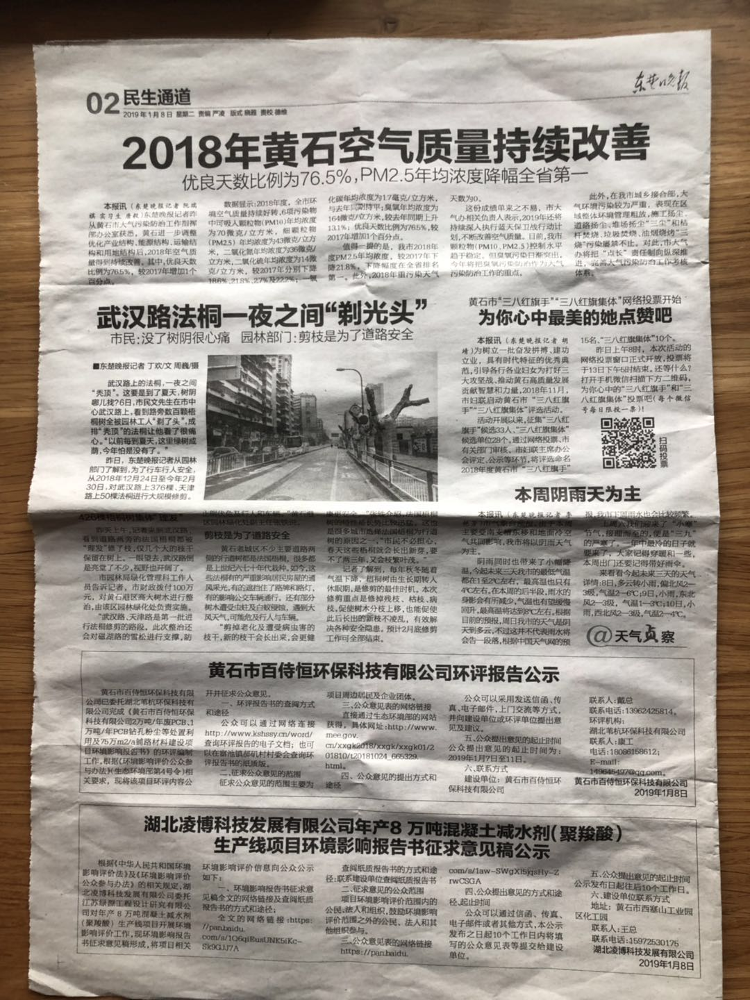 02 民生通道
2019年1月8日 星期二 责编 严凌 版式 晓雅 责校 德维
东楚晚报
2018年黄石空气质量持续改善
优良天数比例为76.5%，PM2.5年均浓度降幅全省第一
本报讯（东楚晚报记者 阮瑞
祺 实习生 唐毅）东楚晚报记者昨
从黄石市大气污染防治工作指挥
部办公室获悉，黄石进一步调整
优化产业结构、能源结构、运输结
构和用地结构后，2018年空气质
量得到持续改善。其中，优良天数
比例为76.5%，较2017年增加1个
百分点。
数据显示：2018年度，全市环
境空气质量持续好转，6项污染物
中可吸入颗粒物(PM10)年均浓度
为70微克/立方米，细颗粒物
(PM2.5) 年均浓度为43微克/立方
米，二氧化氮年均浓度为36微克/
立方米，二氧化硫年均浓度为14微
克/立方米，较2017年分别下降
18.6%、21.8%、2.7%及22.2%；一氧
化碳年均浓度为1.7毫克/立方米，
与去年同期持平；臭氧年均浓度为
164微克/立方米，较去年同期上升
13.1%；优良天数比例为76.5%，较
2017年增加1个百分点。
值得一提的是，我市2018年
度PM2.5年均浓度，较2017年下
降21.8%，下降幅度在全省排名
第一。此外，2018年重污染天气
天数为0。
这份成绩单来之不易，市大
气办相关负责人表示，2019年还将
持续深入执行蓝天保卫战行动计
划，不断改善空气质量。目前，我市
颗粒物（PM10、PM2.5）控制水平
趋于稳定，但臭氧污染日渐突出，
今年将把臭氧污染防治作为大气
污染防治工作的重点。
此外，在我市城乡接合部，大
气环境污染较为严重，表现在区
域整体环境管理粗放，施工扬尘、
道路扬尘、堆场扬尘“三尘”和秸
秆焚烧、垃圾焚烧、油烟烧烤“三
烧”污染屡禁不止。对此，市大气
办将把“点长”责任制向纵深推
进，完善大气污染防治工作考核
体系。
武汉路法桐一夜之间“剃光头”
市民：没了树阴很心痛 园林部门：剪枝是为了道路安全
■东楚晚报记者 丁欢/文 周巍/摄
武汉路上的法桐，一夜之间
“秃顶”。这要是到了夏天，树阴
哪儿找？6日，市民文先生在市中
心武汉路上，看到路旁数百颗梧
桐树全被园林工人“剃了头”，成
排“秃顶”的法桐让他看了很痛
心。“以前每到夏天，这里绿树成
荫，今年怕是没有了。”
昨日，东楚晚报记者从园林
部门了解到，为了行车行人安全，
从2018年12月24日至今年2月
30日，对武汉路上376棵、天津
路上50棵法桐进行大规模修剪。
426棵梧桐树集体“理发”
昨天上午，记者来到武汉路，
看到道路两旁的法国梧桐都被
“理发”修了枝，仅几个大的枝干
保留在树上。一眼望去，武汉路倒
是亮堂了不少，视野也开阔了。
市园林局绿化管理科工作人
员告诉记者，市财政拨付100万
元，对黄石港区高大树木进行整
治，由该区园林绿化处负责实施。
“武汉路、天津路是第一批进
行法桐修剪的路段，此次整治还
会对磁湖路的雪松进行支撑，防
止倒伏危及行人和车辆。”黄石港
区园林绿化处副主任张铁说。
剪枝是为了道路安全
黄石老城区不少主要道路两
侧的行道树都是法国梧桐，很多都
是上世纪六七十年代栽种，如今，这
些法桐有的严重影响居民房屋的通
风采光，有的遮挡住了路牌和路灯，
有的影响公交车辆通行。还有部分
树木遭受虫蛀及白蚁侵蚀，遇到大
风天气，可能危及行人与车辆。
“剪掉老化及遭受病虫害的
枝干，新的枝干会长出来，会更健
康更安全。”张铁介绍，法国梧桐
树的特性是长势比较迅猛，这也
是很多城市选择法国梧桐为行道
树的原因之一，“市民不必担心，
春天这些梧桐就会长出新芽，要
不了两三年，又会枝繁叶茂。”
记者了解到，每年秋冬随着
气温下降，梧桐树由生长期转入
休眠期，是修剪的最佳时机。本次
修剪重点是修掉残枝、枯枝、病
枝，促使树木分枝上移，也能促使
此后长出的新枝不凌乱，有效解
决各种安全隐患。预计2月底修剪
工作可全部结束。
黄石市“三八红旗手”“三八红旗集体”网络投票开始
为你心中最美的她点赞吧
本报讯（东楚晚报记者 胡
靖）为树立一批奋发拼搏、建功
立业，具有时代特征的优秀典
范，引导各行各业妇女为打好三
大攻坚战、推动黄石高质量发展
贡献智慧和力量，2018年11月，
市妇联启动黄石市“三八红旗
手”“三八红旗集体”评选活动。
活动开展以来，征集“三八红
旗手”候选33人、“三八红旗集体”
候选单位28个。通过网络投票、市
有关部门审核、市妇联主席办公
会评定、公示等环节，将评选命名
2018年度黄石市“三八红旗手”
15名、“三八红旗集体”10个。
昨日上午8时，本次活动的
网络投票窗口正式开放，投票将
于13日下午5时结束。还等什么？
打开手机微信扫描下方二维码，
为你心中的“三八红旗手”和“三
八红旗集体”投票吧（每个微信
号每日限投一票）！
扫码投票
本周阴雨天为主
主要受南支槽东移和地面冷空
气共同影响，我市将以阴雨天气
为主。
阴雨同时也带来了小幅降
温，今起未来三天我市的最低气温
都在1至2℃左右，最高温也只有
4℃左右。在本周的后半段，雨水的
身影会有所减少，气温也有望缓慢
回升，最高温将达到8℃左右。根据
目前的预报，周日我市的天气是阴
天到多云，不过这并不代表雨水将
会告一段落，根据中国天气网的预
报，我市下周雨水也会比较频繁。
上周六我们迎来了“小寒”
节气，接踵而至的，便是“三九”
的严寒了。一年中最冷的日子就
要来了，大家记得穿暖和一些，
本周出门还要记得带好雨伞。
来看看今起未来三天的天气
详情：8日，多云转小雨，偏北风2—
3级，气温2—6℃；9日，小雨，东北
风2—3级，气温1—3℃；10日，小
雨，西北风2—3级，气温2—4℃。
@天气贞察
黄石市百侍恒环保科技有限公司环评报告公示
黄石市百侍恒环保科技有限
公司已委托湖北苇杭环保科技有
限公司完成《黄石市百侍恒环保
科技有限公司2万吨/年废PCB、1
万吨/年PCB钻孔粉尘等处置利
用及75万m2/a铺路材料建设项
目环境影响报告书》的环评编制
工作，根据《环境影响评价公众参
与办法》（生态环境部第4号令）相
关要求，现将该项目环评内容公
开并征求公众意见。
一、环评报告书的查阅方式
和途径
公众可以通过网络连接
http://www.kshssy.cn/word/
查询环评报告的电子文档；也可
以在富池镇郝矶村村委会查询环
评报告书的纸质版。
二、征求公众意见的范围
征求公众意见的范围主要为
项目周边居民及企业团体。
三、公众意见表的网络链接
直接通过生态环境部的网站
获得，具体网址：http://www.
mee.gov.
cn/xxgk2018/xxgk/xxgk01/2
01810/t20181024_665329.
html。
四、公众意见的提出方式和
途径
公众可以采用发送信函、传
真、电子邮件，上门交流等方式，
并向建设单位或环评单位提出意
见及建议。
五、公众提出意见的起止时间
公众提出意见的起止时间为：
2019年1月7日至11日。
六、联系方式
建设单位：黄石市百侍恒环
保科技有限公司
联系人：戴总
联系电话：13962425814。
环评机构：
湖北苇杭环保科技有限公司
联系人：康工
电话：18086158612；
E-mail：
149645497@qq.com。
黄石市百侍恒环保科技有限公司
2019年1月8日
湖北凌博科技发展有限公司年产8 万吨混凝土减水剂（聚羧酸）
生产线项目环境影响报告书征求意见稿公示
根据《中华人民共和国环境
影响评价法》及《环境影响评价
公众参与办法》的相关规定，湖
北凌博科技发展有限公司委托
江苏绿源工程设计研究有限公
司对年产 8 万吨混凝土减水剂
（聚羧酸）生产线项目开展环境
影响评价工作，现环境影响报告
书征求意见稿形成，将项目相关
环境影响评价信息向公众公示
如下：
一、环境影响报告书征求意
见稿全文的网络链接及查阅纸质
报告书的方式和途径；
全文的网络链接：https:
//pan.baidu.
com/s/1Q6qiEusUNK5iKc-
Sk9GJJ7A
查阅纸质报告书的方式和途
径：联系建设单位查阅纸质报告书
二、征求意见的公众范围
项目环境影响评价范围内的
公民、法人和组织，鼓励环境影响
评价范围之外的公民、法人和其
他组织参与。
三、公众意见表的网络链接
https://pan.baidu.
com/s/1aw-SWgXl5jqsHy-Z
rwCSGA
四、公众提出意见的方式和途
径、起止时间
公众可以通过信函、传真、
电子邮件或者其他方式，本公示
发布之日起10个工作日内将填
写的公众意见表等提交给建设
单位。
五、公众提出意见的起止时间
公示发布日起往后10个工作日。
六、建设单位联系方式
地址：黄石市西塞山工业园
区化工园
联系人：王总
联系电话：15972530175
湖北凌博科技发展有限公司
2019年1月8日